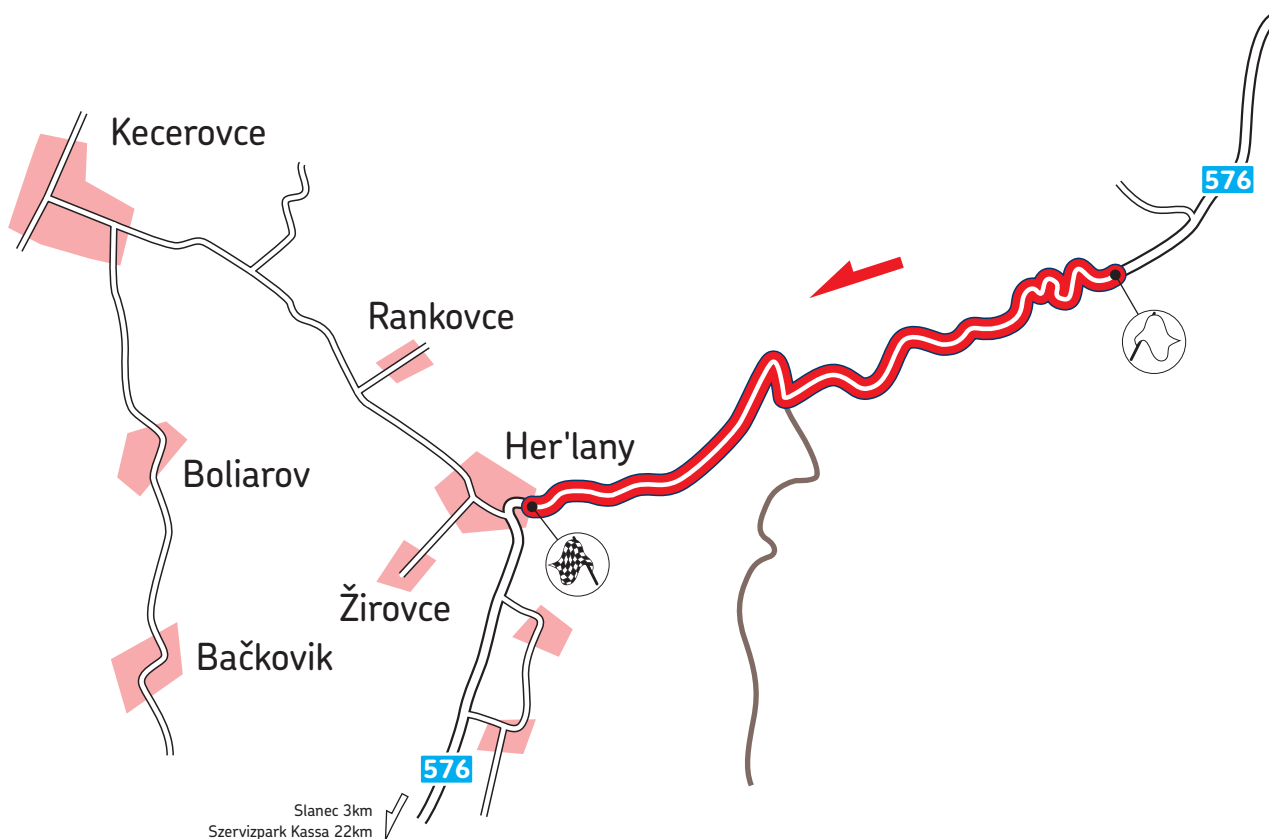 Kecerovce
576
Rankovce
Her'lany
Boliarov
Žirovce
Bačkovik
576
Slanec 3km
Szervizpark Kassa 22km